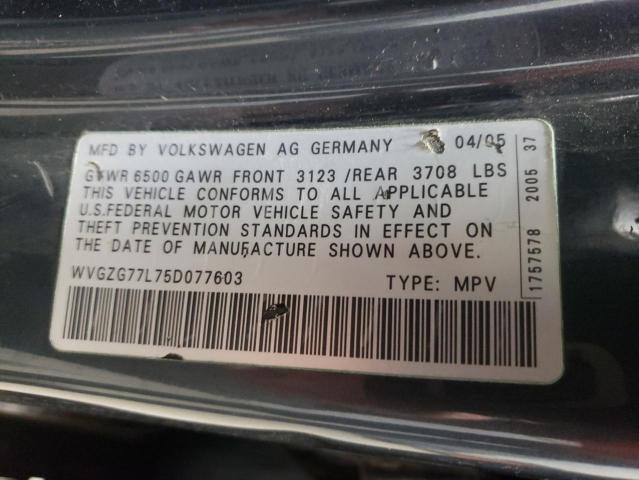 MFD BY VOLKSWAGEN AG GERMANY 04/05
GVWR 6500 GAWR FRONT 3123 /REAR 3708 LBS
THIS VEHICLE CONFORMS TO ALL APPLICABLE
U.S.FEDERAL MOTOR VEHICLE SAFETY AND
THEFT PREVENTION STANDARDS IN EFFECT ON
THE DATE OF MANUFACTURE SHOWN ABOVE.
WVGZG77L75D077603 TYPE: MPV
1757578 2005 37